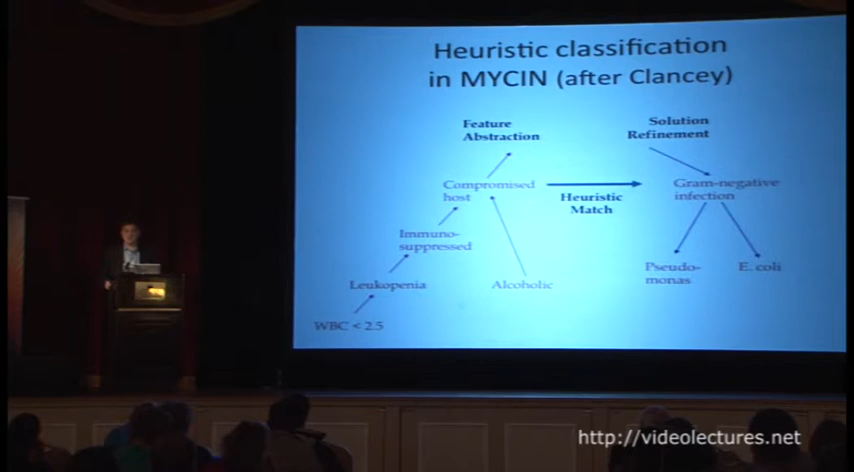 Heuristic classification
in MYCIN (after Clancey)
Feature
Abstraction
Solution
Refinement
Compromised
host
Heuristic
Match
Gram-negative
infection
Immuno-
suppressed
Leukopenia
Alcoholic
Pseudo-
monas
E. coli
WBC < 2.5
http://videolectures.net